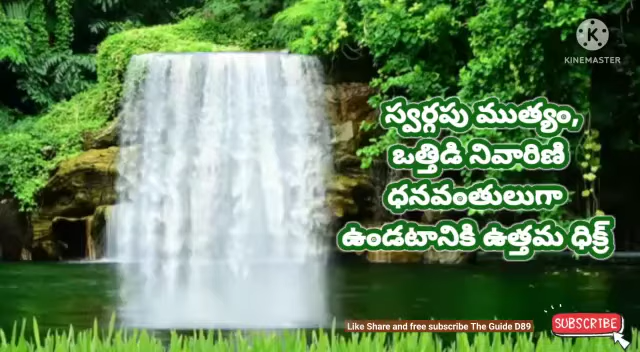 KINEMASTER
స్వర్గపు ముత్యం,
ఒత్తిడి నివారిణి
ధనవంతులుగా
ఉండటానికి ఉత్తమ ధిక్ర్
Like Share and free subscribe The Guide D89
SUBSCRIBE